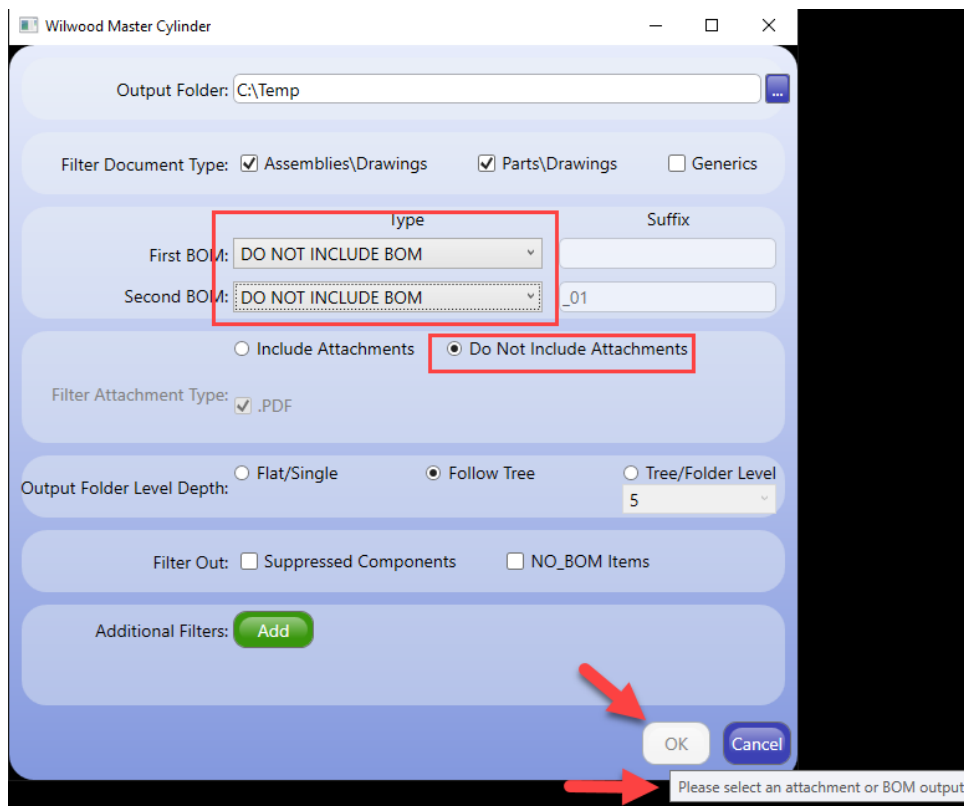 Wilwood Master Cylinder
Output Folder: C:\Temp ...
Filter Document Type: Assemblies\Drawings Parts\Drawings Generics
Type Suffix
First BOM: DO NOT INCLUDE BOM
Second BOM: DO NOT INCLUDE BOM _01
Include Attachments Do Not Include Attachments
Filter Attachment Type: .PDF
Output Folder Level Depth: Flat/Single Follow Tree Tree/Folder Level
5
Filter Out: Suppressed Components NO_BOM Items
Additional Filters: Add
OK Cancel
Please select an attachment or BOM output